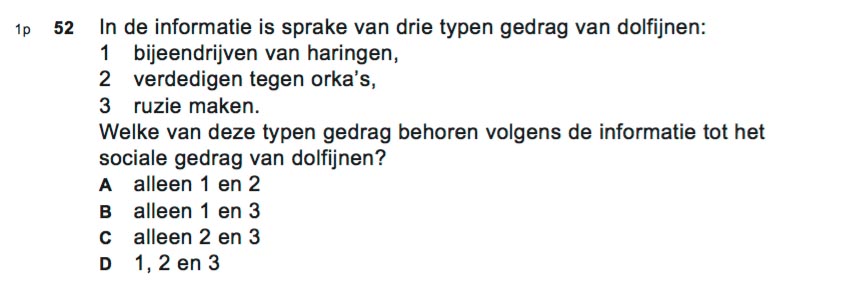 1p 52 In de informatie is sprake van drie typen gedrag van dolfijnen:
1 bijeendrijven van haringen,
2 verdedigen tegen orka's,
3 ruzie maken.
Welke van deze typen gedrag behoren volgens de informatie tot het
sociale gedrag van dolfijnen?
A alleen 1 en 2
B alleen 1 en 3
C alleen 2 en 3
D 1, 2 en 3